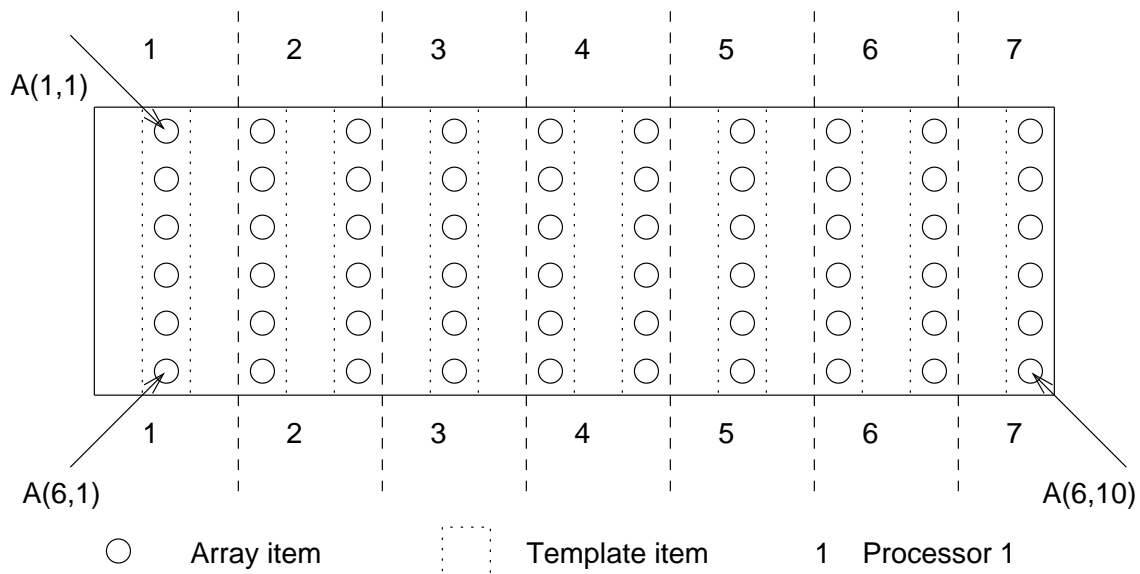 1 2 3 4 5 6 7
A(1,1)
1 2 3 4 5 6 7
A(6,1) A(6,10)
Array item Template item 1 Processor 1